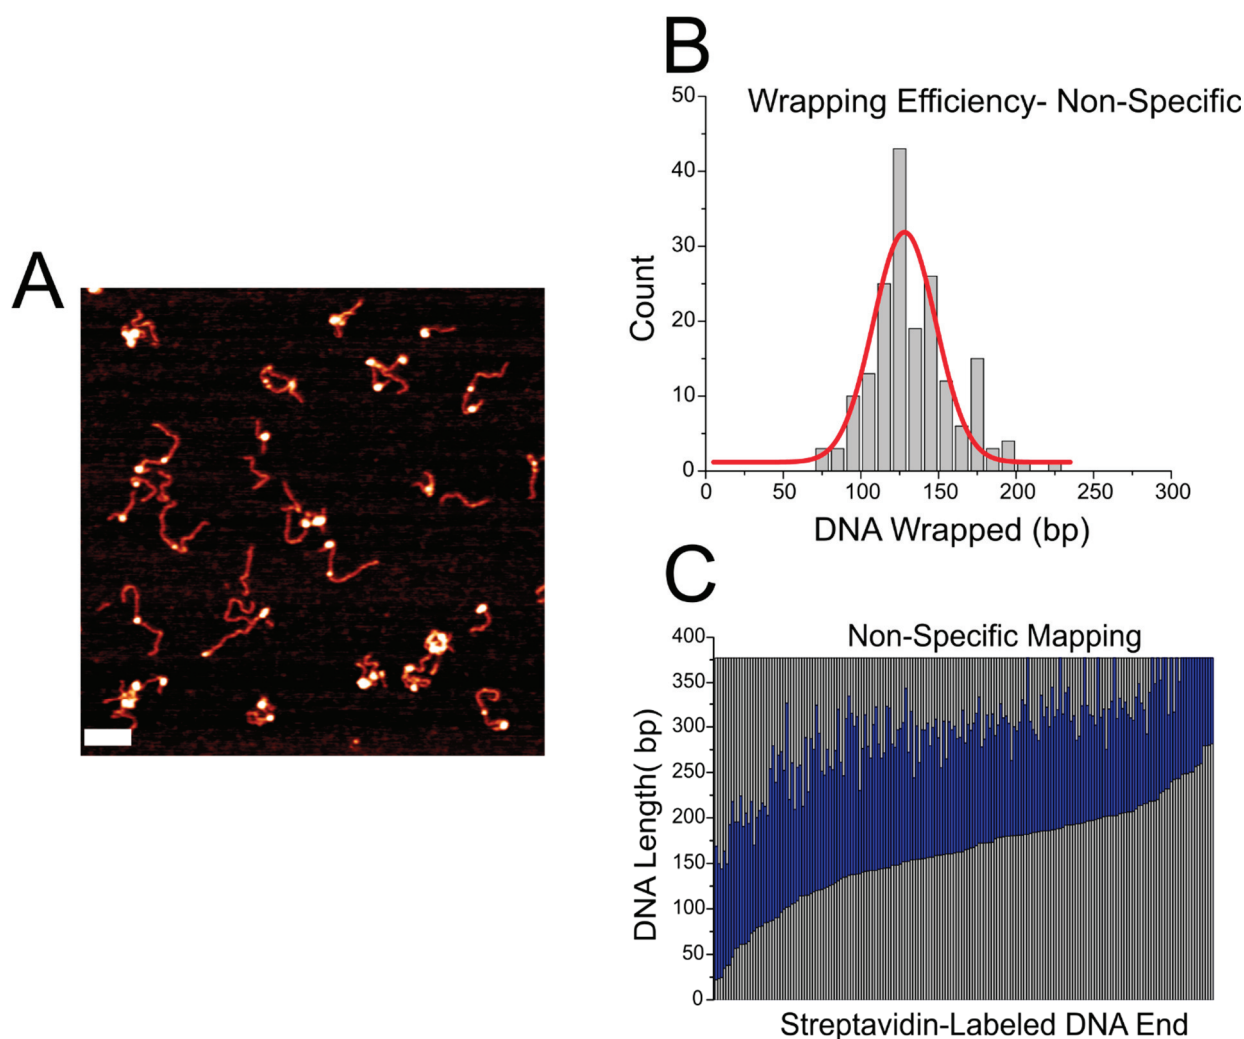 A
B
Wrapping Efficiency- Non-Specific
50
40
30
20
10
0
Count
0 50 100 150 200 250 300
DNA Wrapped (bp)
C
Non-Specific Mapping
400
350
300
250
200
150
100
50
0
DNA Length( bp)
Streptavidin-Labeled DNA End